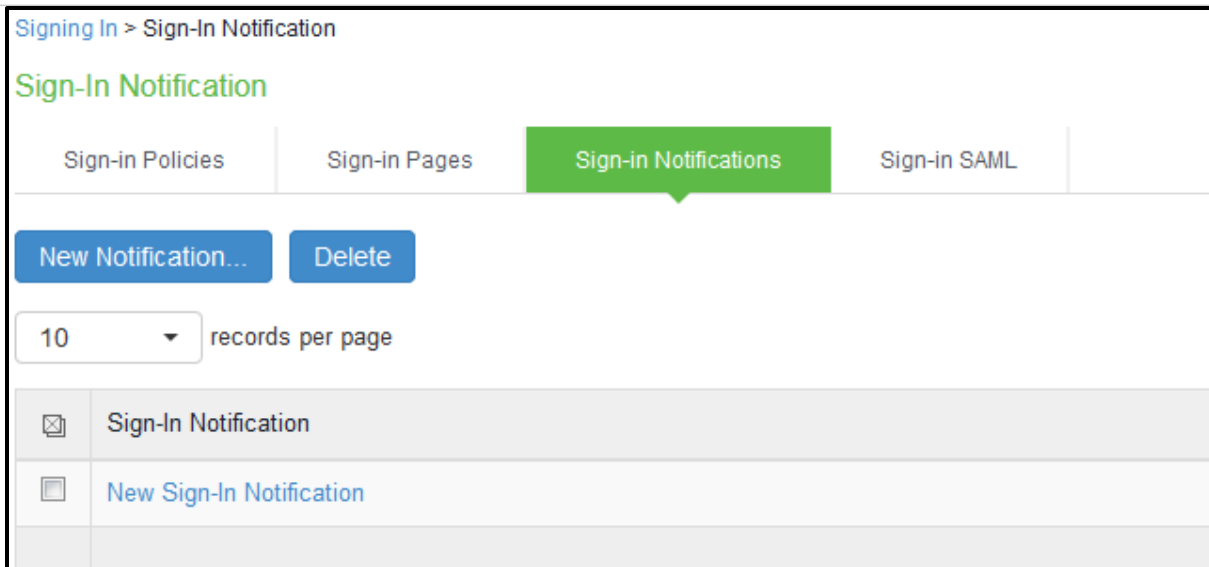 Signing In > Sign-In Notification
Sign-In Notification
Sign-in Policies Sign-in Pages Sign-in Notifications Sign-in SAML
New Notification... Delete
10 records per page
Sign-In Notification
New Sign-In Notification